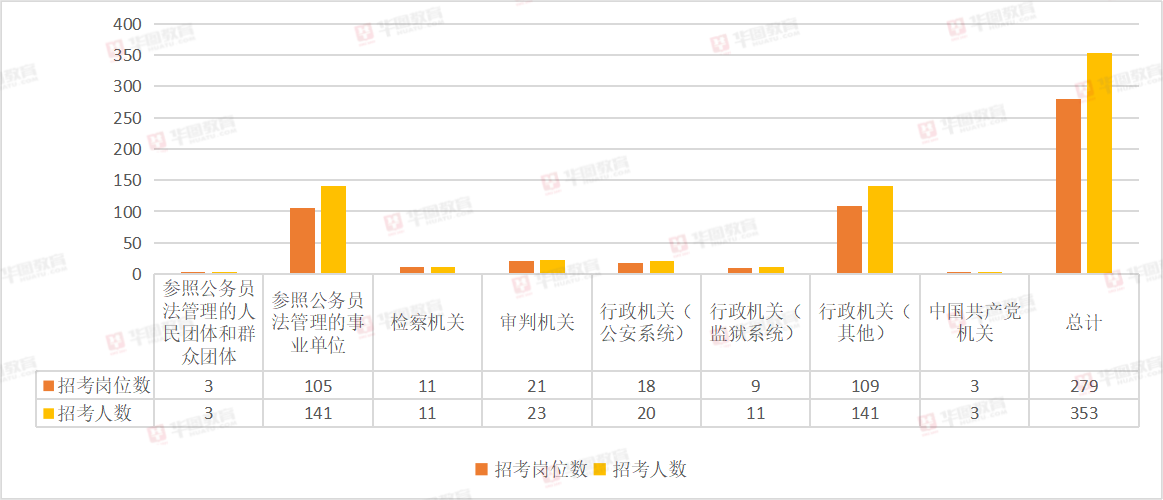 400
350
300
250
200
150
100
50
0
参照公务员法管理的人民团体和群众团体
参照公务员法管理的事业单位
检察机关
审判机关
行政机关（公安系统）
行政机关（监狱系统）
行政机关（其他）
中国共产党机关
总计
招考岗位数 3 105 11 21 18 9 109 3 279
招考人数 3 141 11 23 20 11 141 3 353
招考岗位数 招考人数
华图教育